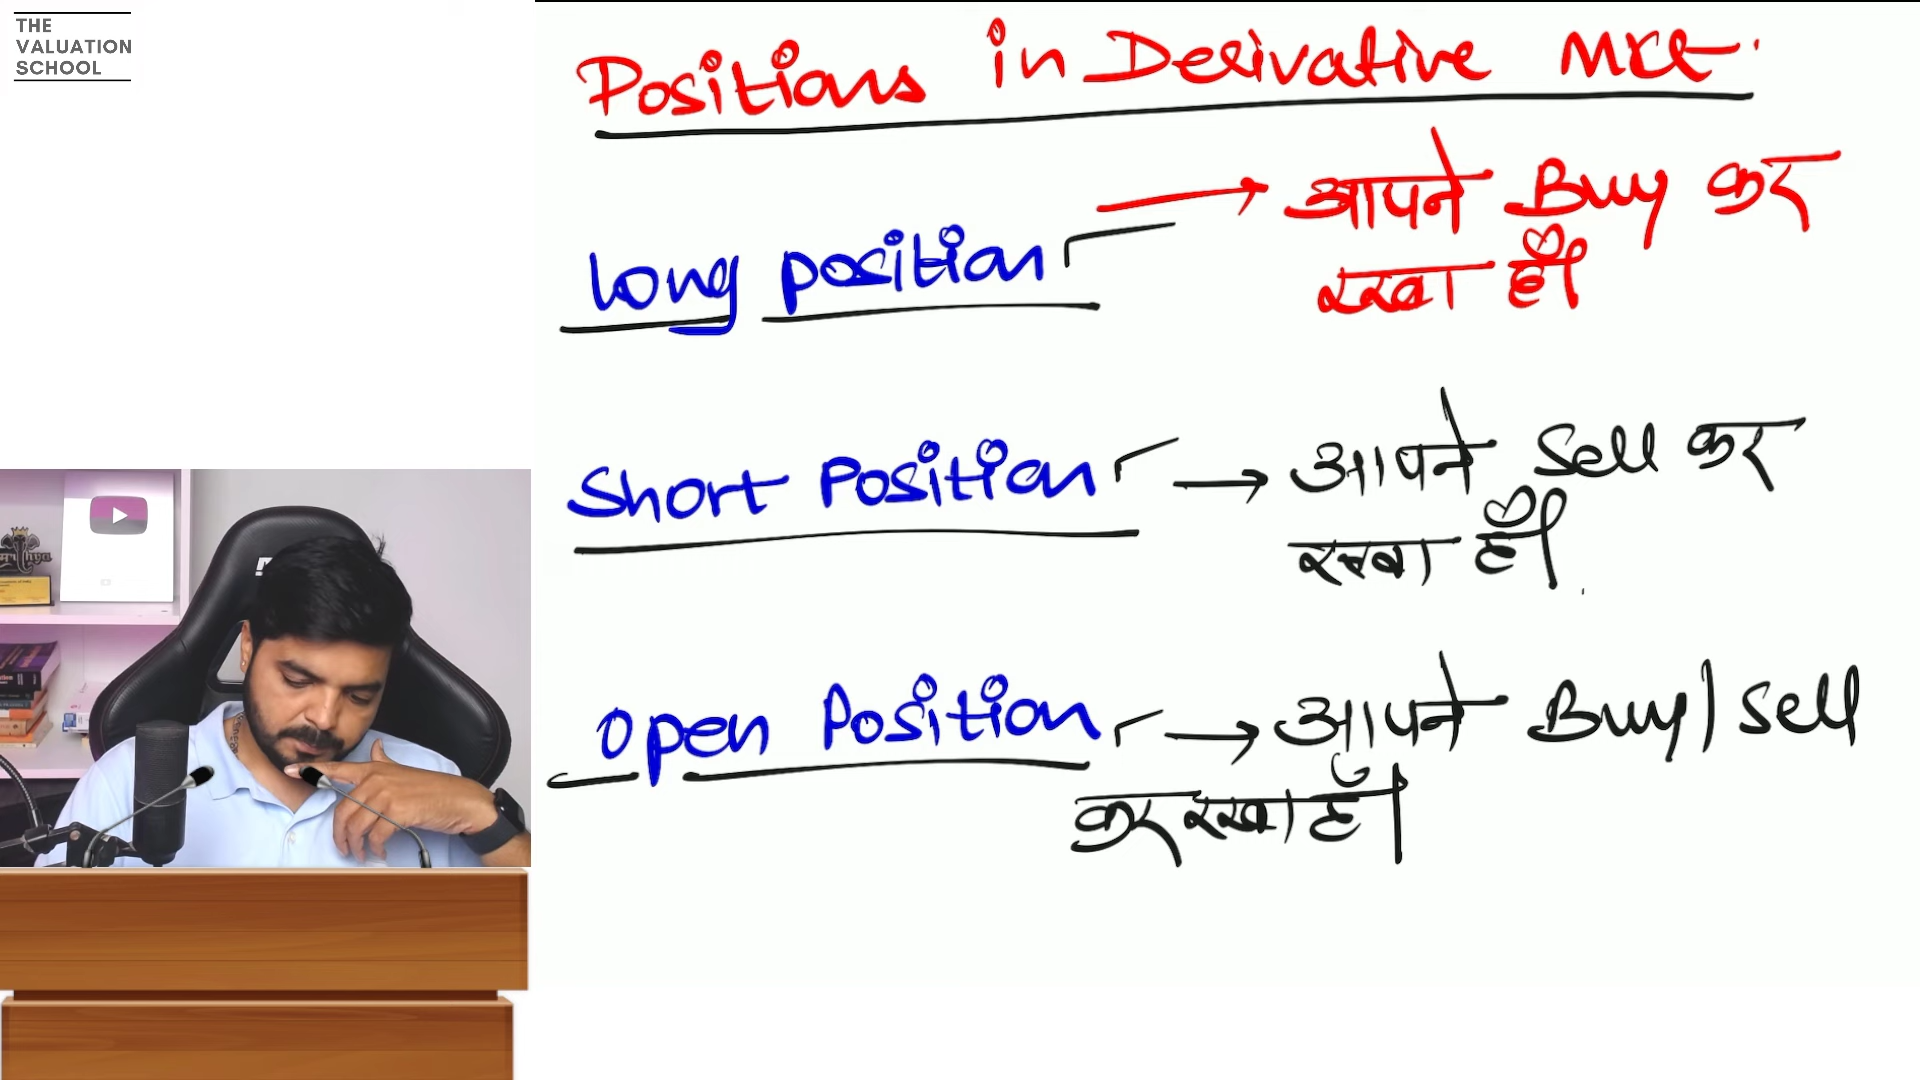 THE
VALUATION
SCHOOL
Positions in Derivative Mkt.
Long position → आपने Buy कर
रखा हैं।
Short Position → आपने Sell कर
रखा हैं।
Open Position → आपने Buy/Sell
कर रखा हैं।